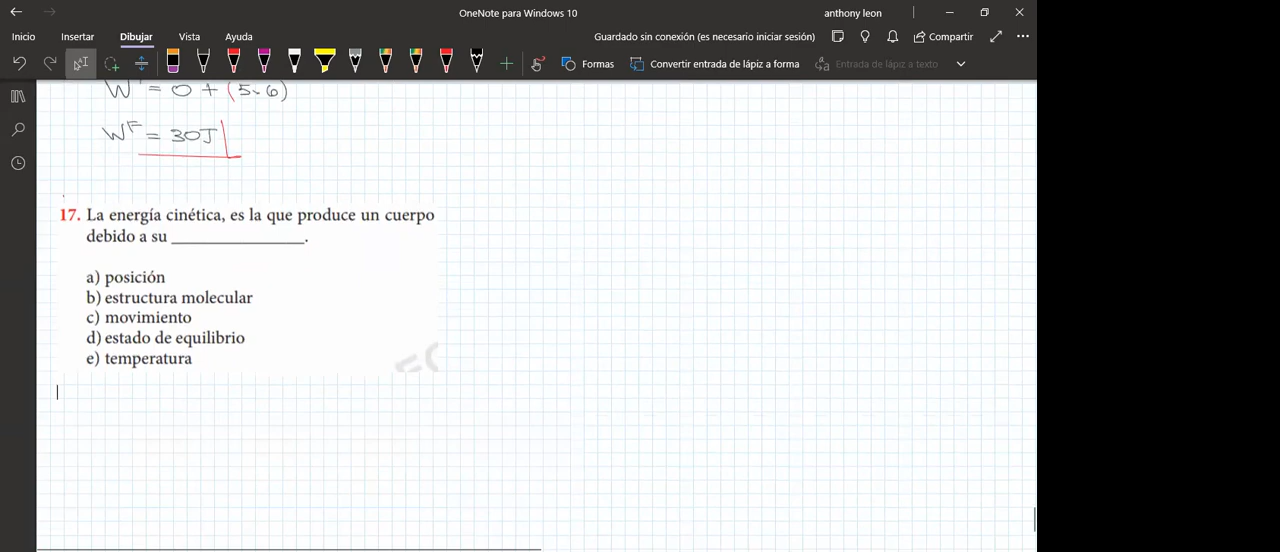 OneNote para Windows 10
anthony leon
Inicio Insertar Dibujar Vista Ayuda
Guardado sin conexión (es necesario iniciar sesión) Compartir
Formas Convertir entrada de lápiz a forma Entrada de lápiz a texto
= 0 + (5.6)
W^F = 30J
17. La energía cinética, es la que produce un cuerpo
debido a su _______________.
a) posición
b) estructura molecular
c) movimiento
d) estado de equilibrio
e) temperatura